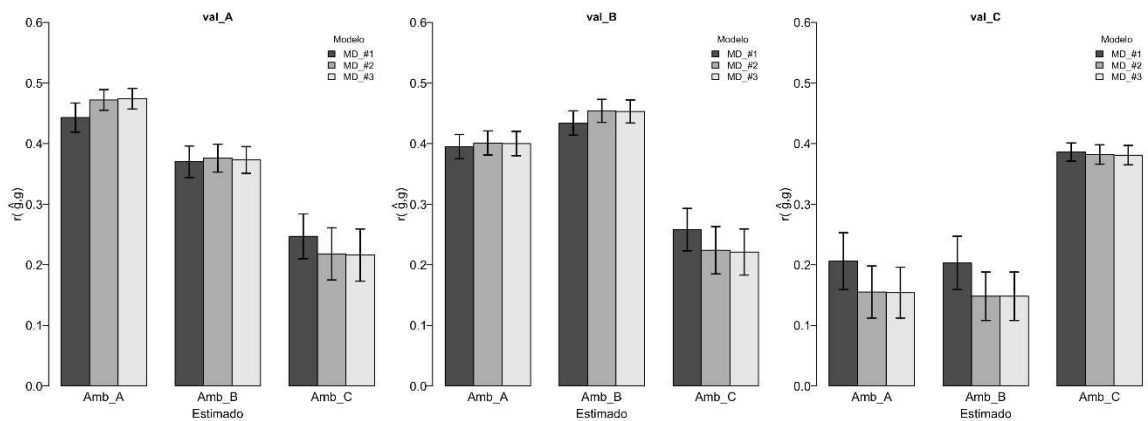 val_A
Modelo
MD_#1
MD_#2
MD_#3
0.6
0.5
0.4
0.3
0.2
0.1
0.0
r(ĝ,g)
Amb_A Amb_B Amb_C
Estimado
val_B
Modelo
MD_#1
MD_#2
MD_#3
0.6
0.5
0.4
0.3
0.2
0.1
0.0
r(ĝ,g)
Amb_A Amb_B Amb_C
Estimado
val_C
Modelo
MD_#1
MD_#2
MD_#3
0.6
0.5
0.4
0.3
0.2
0.1
0.0
r(ĝ,g)
Amb_A Amb_B Amb_C
Estimado